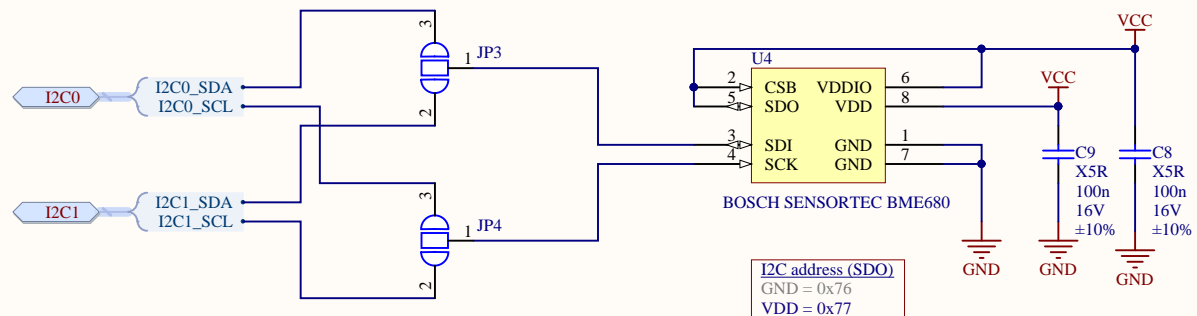 VCC
3
JP3
1
2
I2C0
I2C0_SDA
I2C0_SCL
I2C1
I2C1_SDA
I2C1_SCL
3
JP4
1
2
U4
2 CSB VDDIO 6
5 SDO VDD 8
3 SDI GND 1
4 SCK GND 7
BOSCH SENSORTEC BME680
VCC
C9
X5R
100n
16V
±10%
C8
X5R
100n
16V
±10%
GND
GND
GND
I2C address (SDO)
GND = 0x76
VDD = 0x77